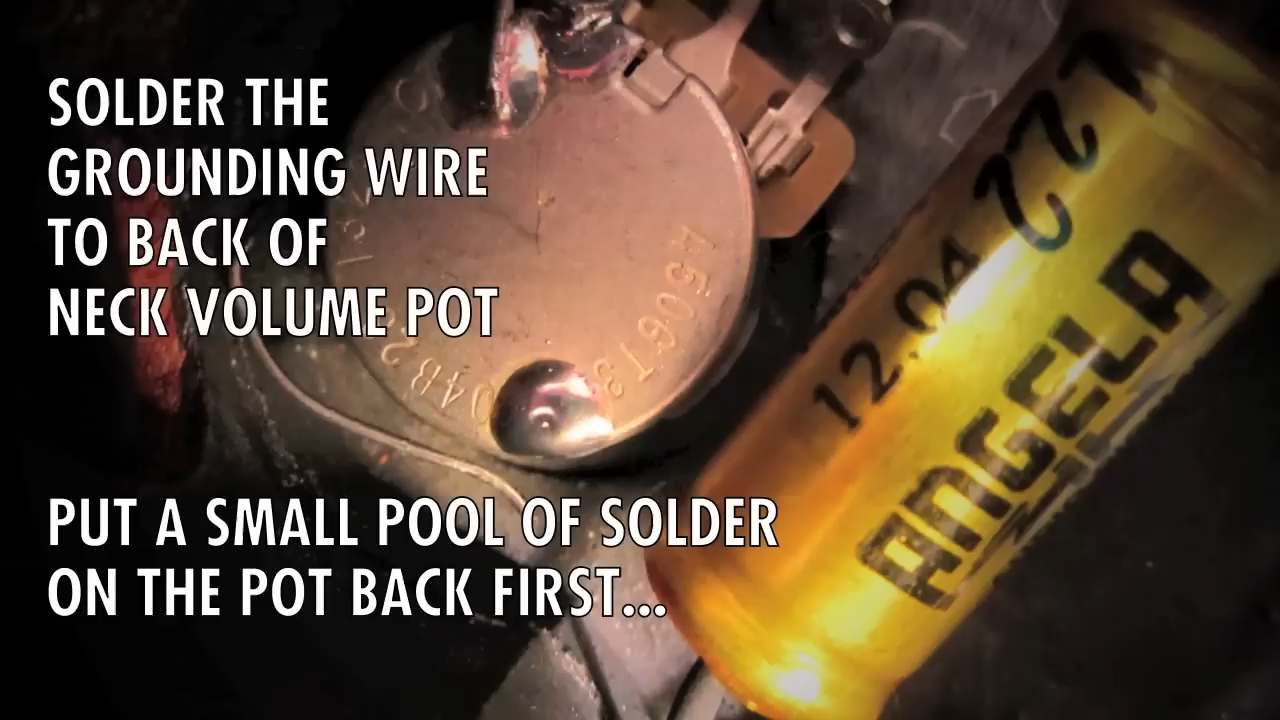 SOLDER THE
GROUNDING WIRE
TO BACK OF
NECK VOLUME POT
PUT A SMALL POOL OF SOLDER
ON THE POT BACK FIRST...
A50GT3
12.04
ANGELA